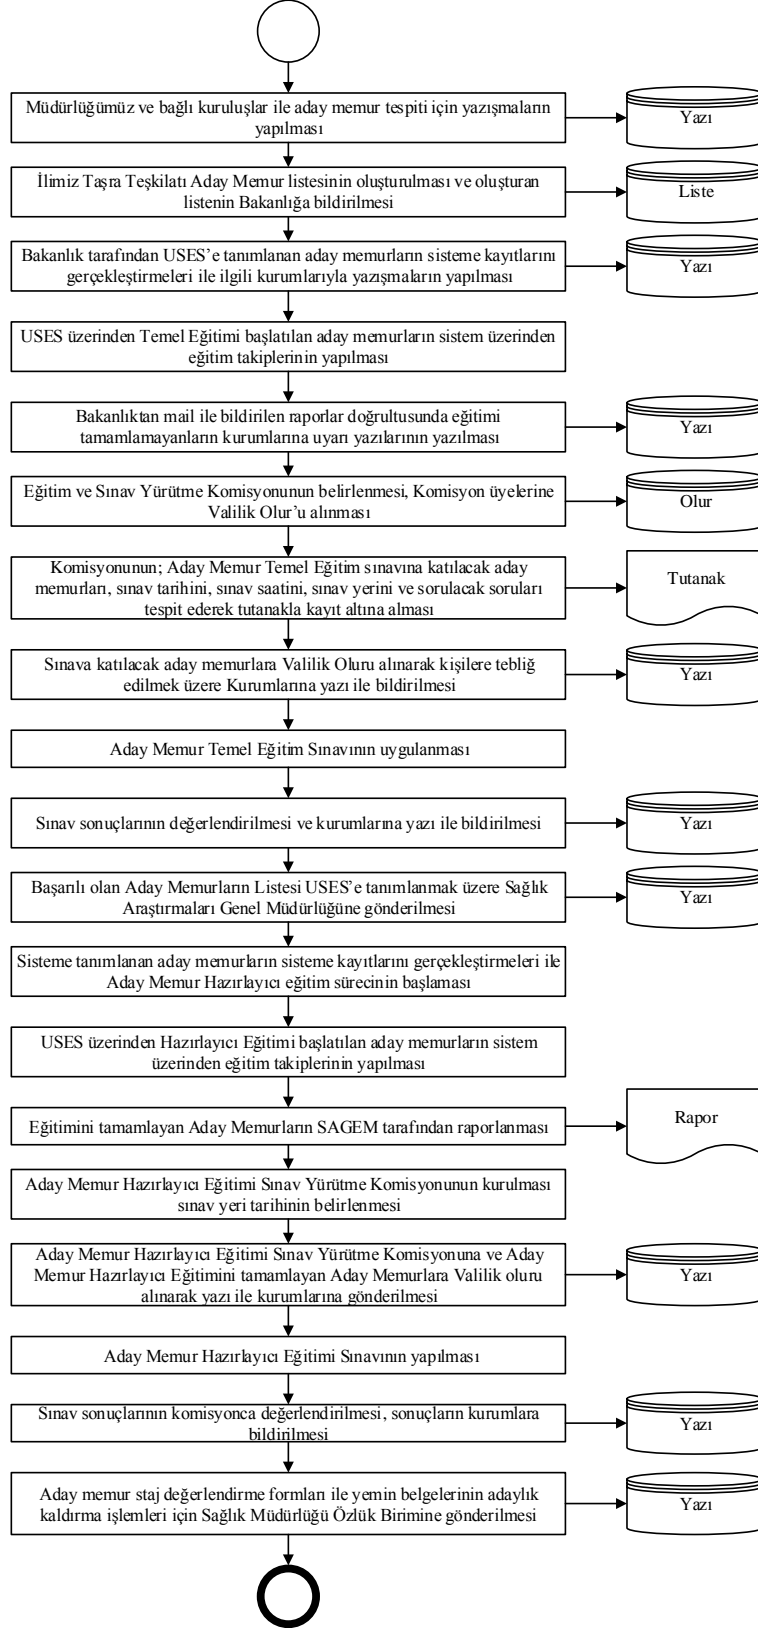 Müdürlüğümüz ve bağlı kuruluşlar ile aday memur tespiti için yazışmaların
yapılması
Yazı
İlimiz Taşra Teşkilatı Aday Memur listesinin oluşturulması ve oluşturan
listenin Bakanlığa bildirilmesi
Liste
Bakanlık tarafından USES’e tanımlanan aday memurların sisteme kayıtlarını
gerçekleştirmeleri ile ilgili kurumlarıyla yazışmaların yapılması
Yazı
USES üzerinden Temel Eğitimi başlatılan aday memurların sistem üzerinden
eğitim takiplerinin yapılması
Bakanlıktan mail ile bildirilen raporlar doğrultusunda eğitimi
tamamlamayanların kurumlarına uyarı yazılarının yazılması
Yazı
Eğitim ve Sınav Yürütme Komisyonunun belirlenmesi, Komisyon üyelerine
Valilik Olur’u alınması
Olur
Komisyonunun; Aday Memur Temel Eğitim sınavına katılacak aday
memurları, sınav tarihini, sınav saatini, sınav yerini ve sorulacak soruları
tespit ederek tutanakla kayıt altına alması
Tutanak
Sınava katılacak aday memurlara Valilik Oluru alınarak kişilere tebliğ
edilmek üzere Kurumlarına yazı ile bildirilmesi
Yazı
Aday Memur Temel Eğitim Sınavının uygulanması
Sınav sonuçlarının değerlendirilmesi ve kurumlarına yazı ile bildirilmesi
Yazı
Başarılı olan Aday Memurların Listesi USES’e tanımlanmak üzere Sağlık
Araştırmaları Genel Müdürlüğüne gönderilmesi
Yazı
Sisteme tanımlanan aday memurların sisteme kayıtlarını gerçekleştirmeleri ile
Aday Memur Hazırlayıcı eğitim sürecinin başlaması
USES üzerinden Hazırlayıcı Eğitimi başlatılan aday memurların sistem
üzerinden eğitim takiplerinin yapılması
Eğitimini tamamlayan Aday Memurların SAGEM tarafından raporlanması
Rapor
Aday Memur Hazırlayıcı Eğitimi Sınav Yürütme Komisyonunun kurulması
sınav yeri tarihinin belirlenmesi
Aday Memur Hazırlayıcı Eğitimi Sınav Yürütme Komisyonuna ve Aday
Memur Hazırlayıcı Eğitimini tamamlayan Aday Memurlara Valilik oluru
alınarak yazı ile kurumlarına gönderilmesi
Yazı
Aday Memur Hazırlayıcı Eğitimi Sınavının yapılması
Sınav sonuçlarının komisyonca değerlendirilmesi, sonuçların kurumlara
bildirilmesi
Yazı
Aday memur staj değerlendirme formları ile yemin belgelerinin adaylık
kaldırma işlemleri için Sağlık Müdürlüğü Özlük Birimine gönderilmesi
Yazı